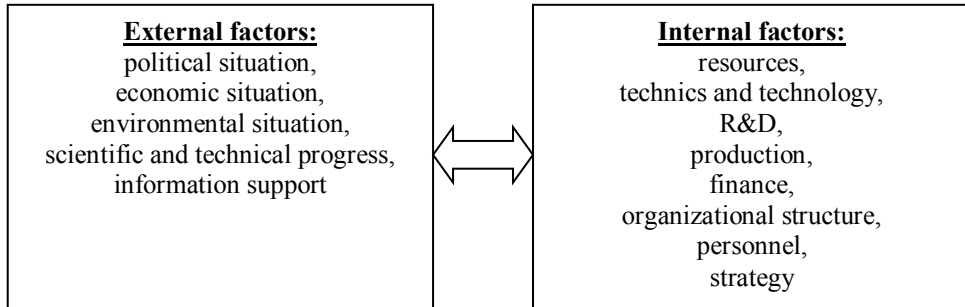 External factors:
political situation,
economic situation,
environmental situation,
scientific and technical progress,
information support
Internal factors:
resources,
technics and technology,
R&D,
production,
finance,
organizational structure,
personnel,
strategy